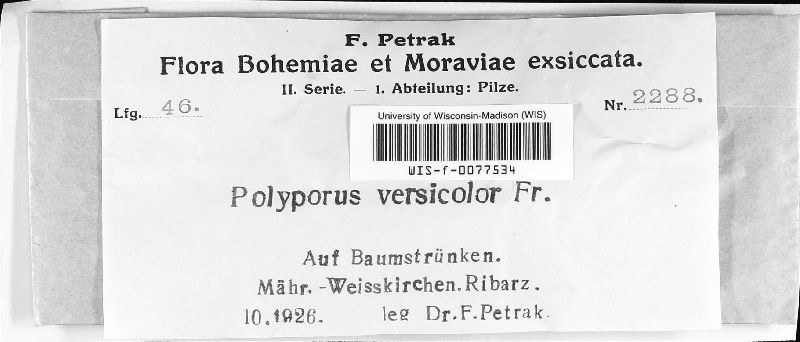 F. Petrak
Flora Bohemiae et Moraviae exsiccata.
II. Serie. — 1. Abteilung: Pilze.
Lfg. 46.
Nr. 2288.
University of Wisconsin-Madison (WIS)
WIS-f-0077534
Polyporus versicolor Fr.
Auf Baumstrünken.
Mähr.-Weisskirchen.Ribarz.
10.1926. leg Dr.F.Petrak.